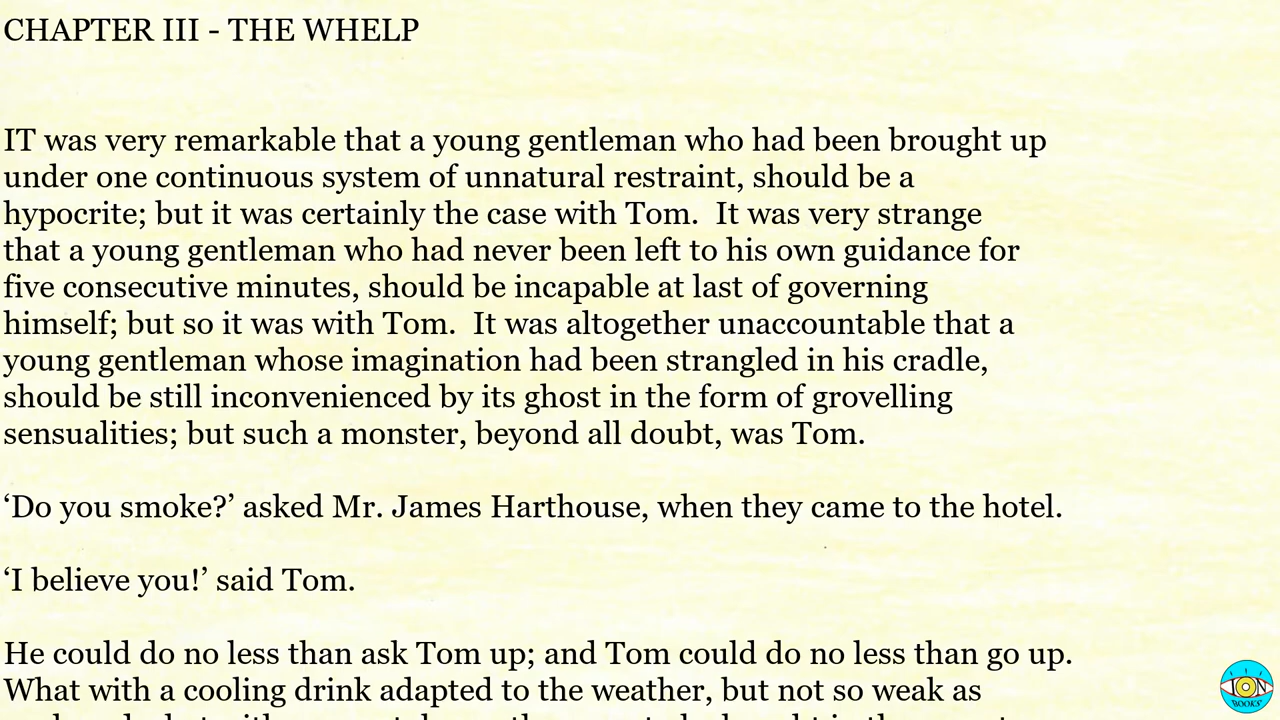 CHAPTER III - THE WHELP
IT was very remarkable that a young gentleman who had been brought up
under one continuous system of unnatural restraint, should be a
hypocrite; but it was certainly the case with Tom.  It was very strange
that a young gentleman who had never been left to his own guidance for
five consecutive minutes, should be incapable at last of governing
himself; but so it was with Tom.  It was altogether unaccountable that a
young gentleman whose imagination had been strangled in his cradle,
should be still inconvenienced by its ghost in the form of grovelling
sensualities; but such a monster, beyond all doubt, was Tom.
‘Do you smoke?’ asked Mr. James Harthouse, when they came to the hotel.
‘I believe you!’ said Tom.
He could do no less than ask Tom up; and Tom could do no less than go up.
What with a cooling drink adapted to the weather, but not so weak as
ION
BOOKS